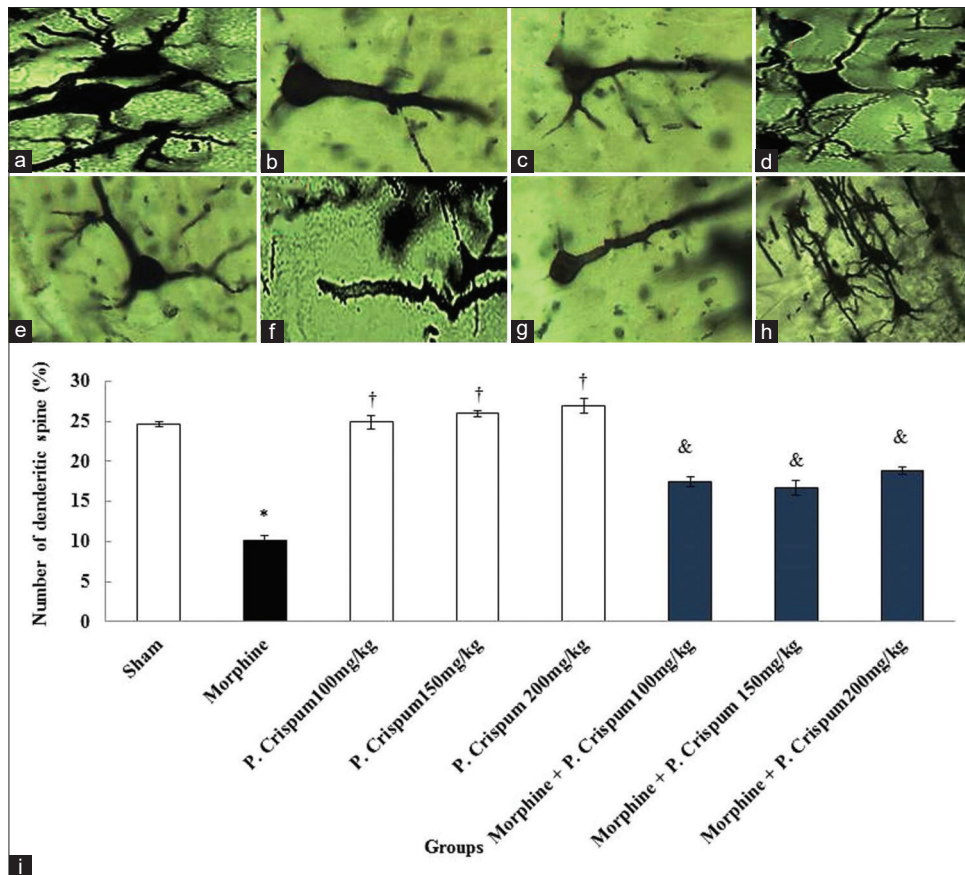 a
b
c
d
e
f
g
h
Number of denderitic spine (%)
30
25
20
15
10
5
0
*
†
†
†
&
&
&
Sham
Morphine
P. Crispum100mg/kg
P. Crispum150mg/kg
P. Crispum 200mg/kg
Morphine + P. Crispum100mg/kg
Morphine + P. Crispum 150mg/kg
Morphine + P. Crispum200mg/kg
Groups
i